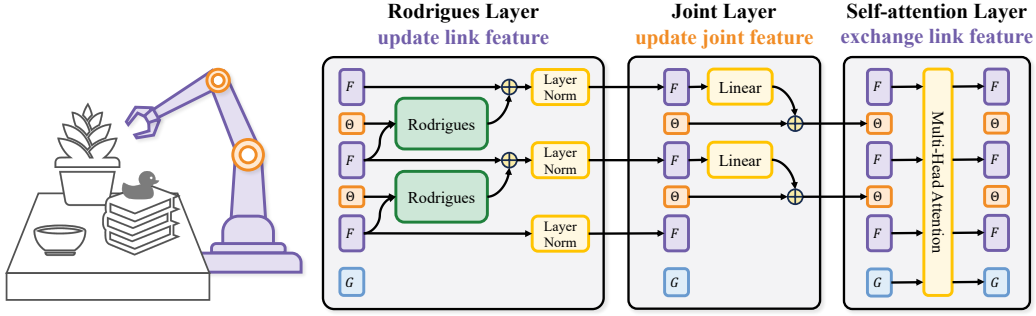 Rodrigues Layer
update link feature
Joint Layer
update joint feature
Self-attention Layer
exchange link feature
F
Θ
F
Θ
F
G
Rodrigues
Rodrigues
Layer
Norm
Layer
Norm
Layer
Norm
F
Θ
F
Θ
F
Linear
Linear
F
Θ
F
Θ
F
G
Multi-Head Attention
F
Θ
F
Θ
F
G